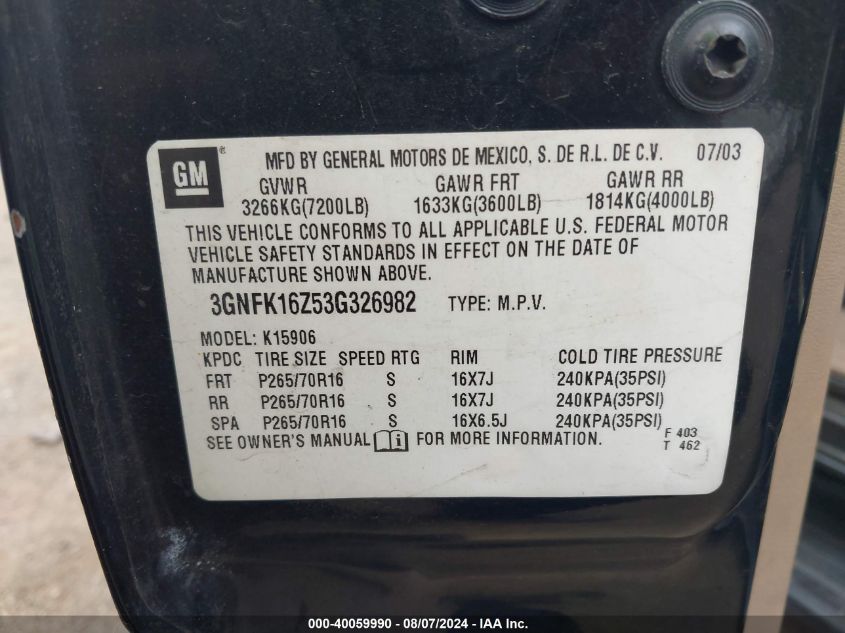 GM ® MFD BY GENERAL MOTORS DE MEXICO, S. DE R.L. DE C.V. 07/03
GVWR GAWR FRT GAWR RR
3266KG(7200LB) 1633KG(3600LB) 1814KG(4000LB)
THIS VEHICLE CONFORMS TO ALL APPLICABLE U.S. FEDERAL MOTOR
VEHICLE SAFETY STANDARDS IN EFFECT ON THE DATE OF
MANUFACTURE SHOWN ABOVE.
3GNFK16Z53G326982 TYPE: M.P.V.
MODEL: K15906
KPDC TIRE SIZE SPEED RTG RIM COLD TIRE PRESSURE
FRT P265/70R16 S 16X7J 240KPA(35PSI)
RR P265/70R16 S 16X7J 240KPA(35PSI)
SPA P265/70R16 S 16X6.5J 240KPA(35PSI)
SEE OWNER'S MANUAL i FOR MORE INFORMATION.
F 403
T 462
000-40059990 - 08/07/2024 - IAA Inc.